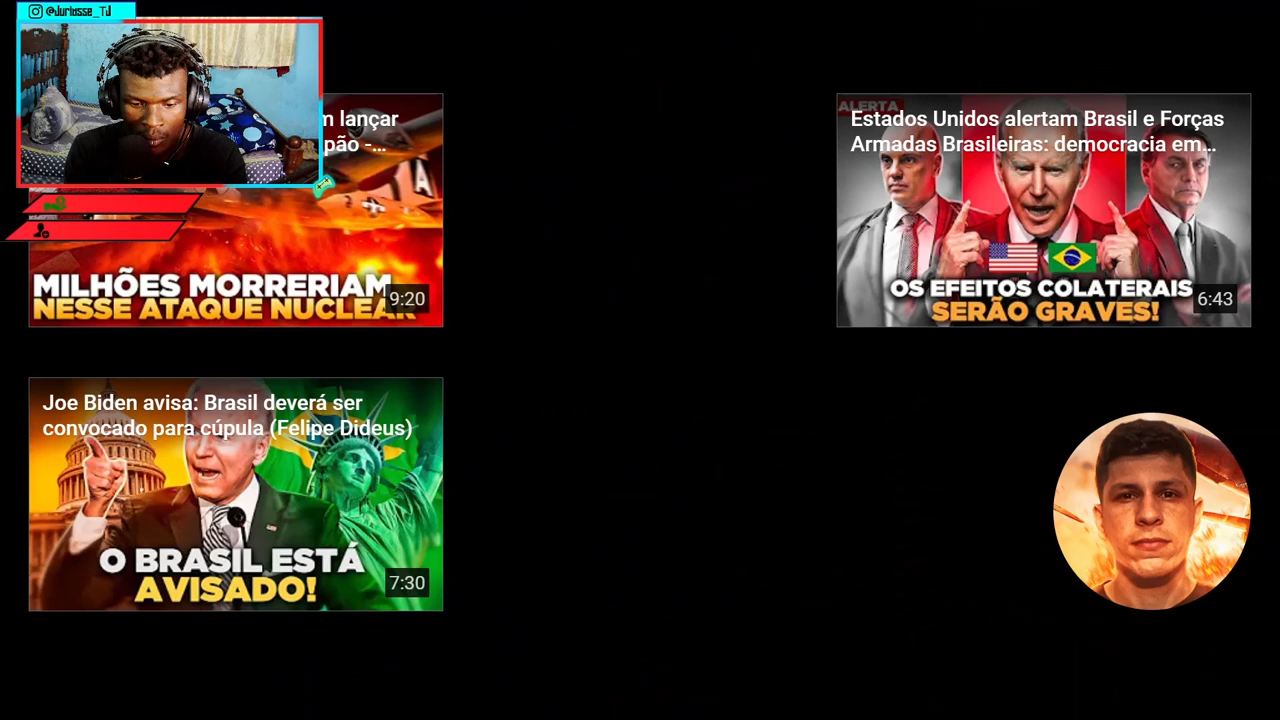 @Juriosse_TJ
m lançar
pão -...
MILHÕES MORRERIAM
NESSE ATAQUE NUCLEAR
9:20
ALERTA
Estados Unidos alertam Brasil e Forças
Armadas Brasileiras: democracia em...
OS EFEITOS COLATERAIS
SERÃO GRAVES!
6:43
Joe Biden avisa: Brasil deverá ser
convocado para cúpula (Felipe Dideus)
O BRASIL ESTÁ
AVISADO!
7:30